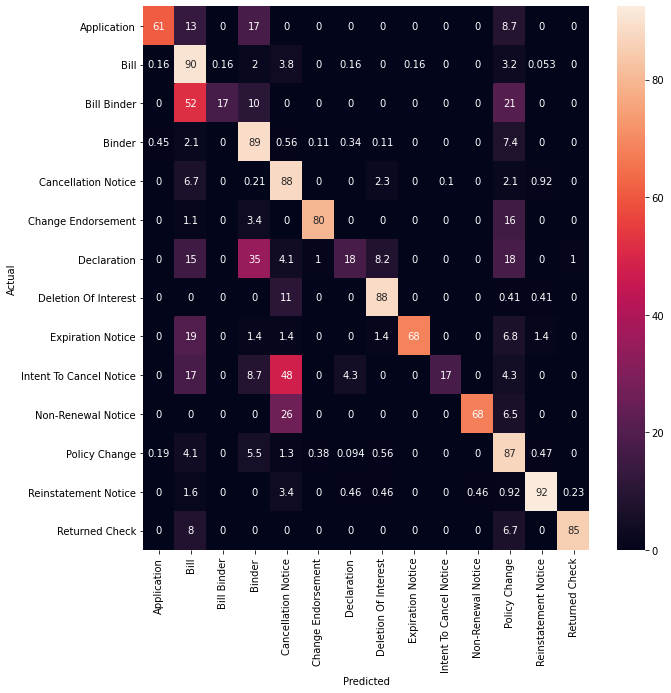 Application 61 13 0 17 0 0 0 0 0 0 0 8.7 0 0
Bill 0.16 90 0.16 2 3.8 0 0.16 0 0.16 0 0 3.2 0.053 0
80
Bill Binder 0 52 17 10 0 0 0 0 0 0 0 21 0 0
Binder 0.45 2.1 0 89 0.56 0.11 0.34 0.11 0 0 0 7.4 0 0
Cancellation Notice 0 6.7 0 0.21 88 0 0 2.3 0 0.1 0 2.1 0.92 0
60
Change Endorsement 0 1.1 0 3.4 0 80 0 0 0 0 0 16 0 0
Actual
Declaration 0 15 0 35 4.1 1 18 8.2 0 0 0 18 0 1
Deletion Of Interest 0 0 0 0 11 0 0 88 0 0 0 0.41 0.41 0
40
Expiration Notice 0 19 0 1.4 1.4 0 0 1.4 68 0 0 6.8 1.4 0
Intent To Cancel Notice 0 17 0 8.7 48 0 4.3 0 0 17 0 4.3 0 0
Non-Renewal Notice 0 0 0 0 26 0 0 0 0 0 68 6.5 0 0
20
Policy Change 0.19 4.1 0 5.5 1.3 0.38 0.094 0.56 0 0 0 87 0.47 0
Reinstatement Notice 0 1.6 0 0 3.4 0 0.46 0.46 0 0 0.46 0.92 92 0.23
Returned Check 0 8 0 0 0 0 0 0 0 0 0 6.7 0 85
0
Application
Bill
Bill Binder
Binder
Cancellation Notice
Change Endorsement
Declaration
Deletion Of Interest
Expiration Notice
Intent To Cancel Notice
Non-Renewal Notice
Policy Change
Reinstatement Notice
Returned Check
Predicted